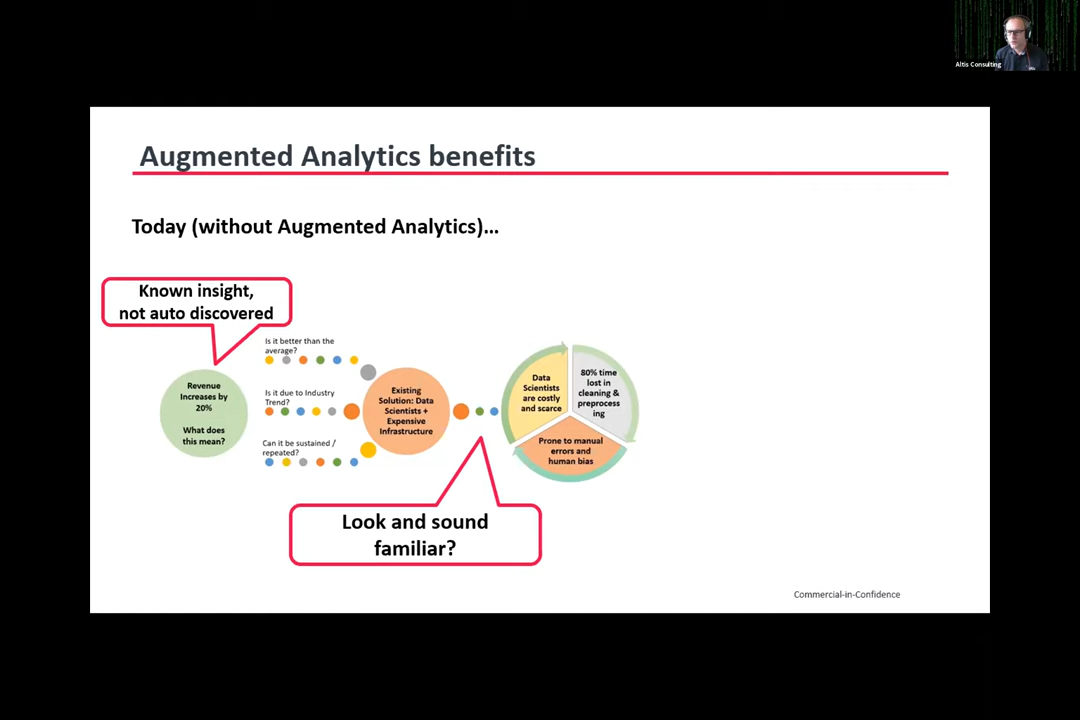 Altis Consulting
Augmented Analytics benefits
Today (without Augmented Analytics)...
Known insight,
not auto discovered
Revenue
Increases by
20%
What does
this mean?
Is it better than the
average?
Is it due to Industry
Trend?
Can it be sustained /
repeated?
Existing
Solution: Data
Scientists +
Expensive
Infrastructure
Data
Scientists
are costly
and scarce
80% time
lost in
cleaning &
preprocess
ing
Prone to manual
errors and
human bias
Look and sound
familiar?
Commercial-in-Confidence